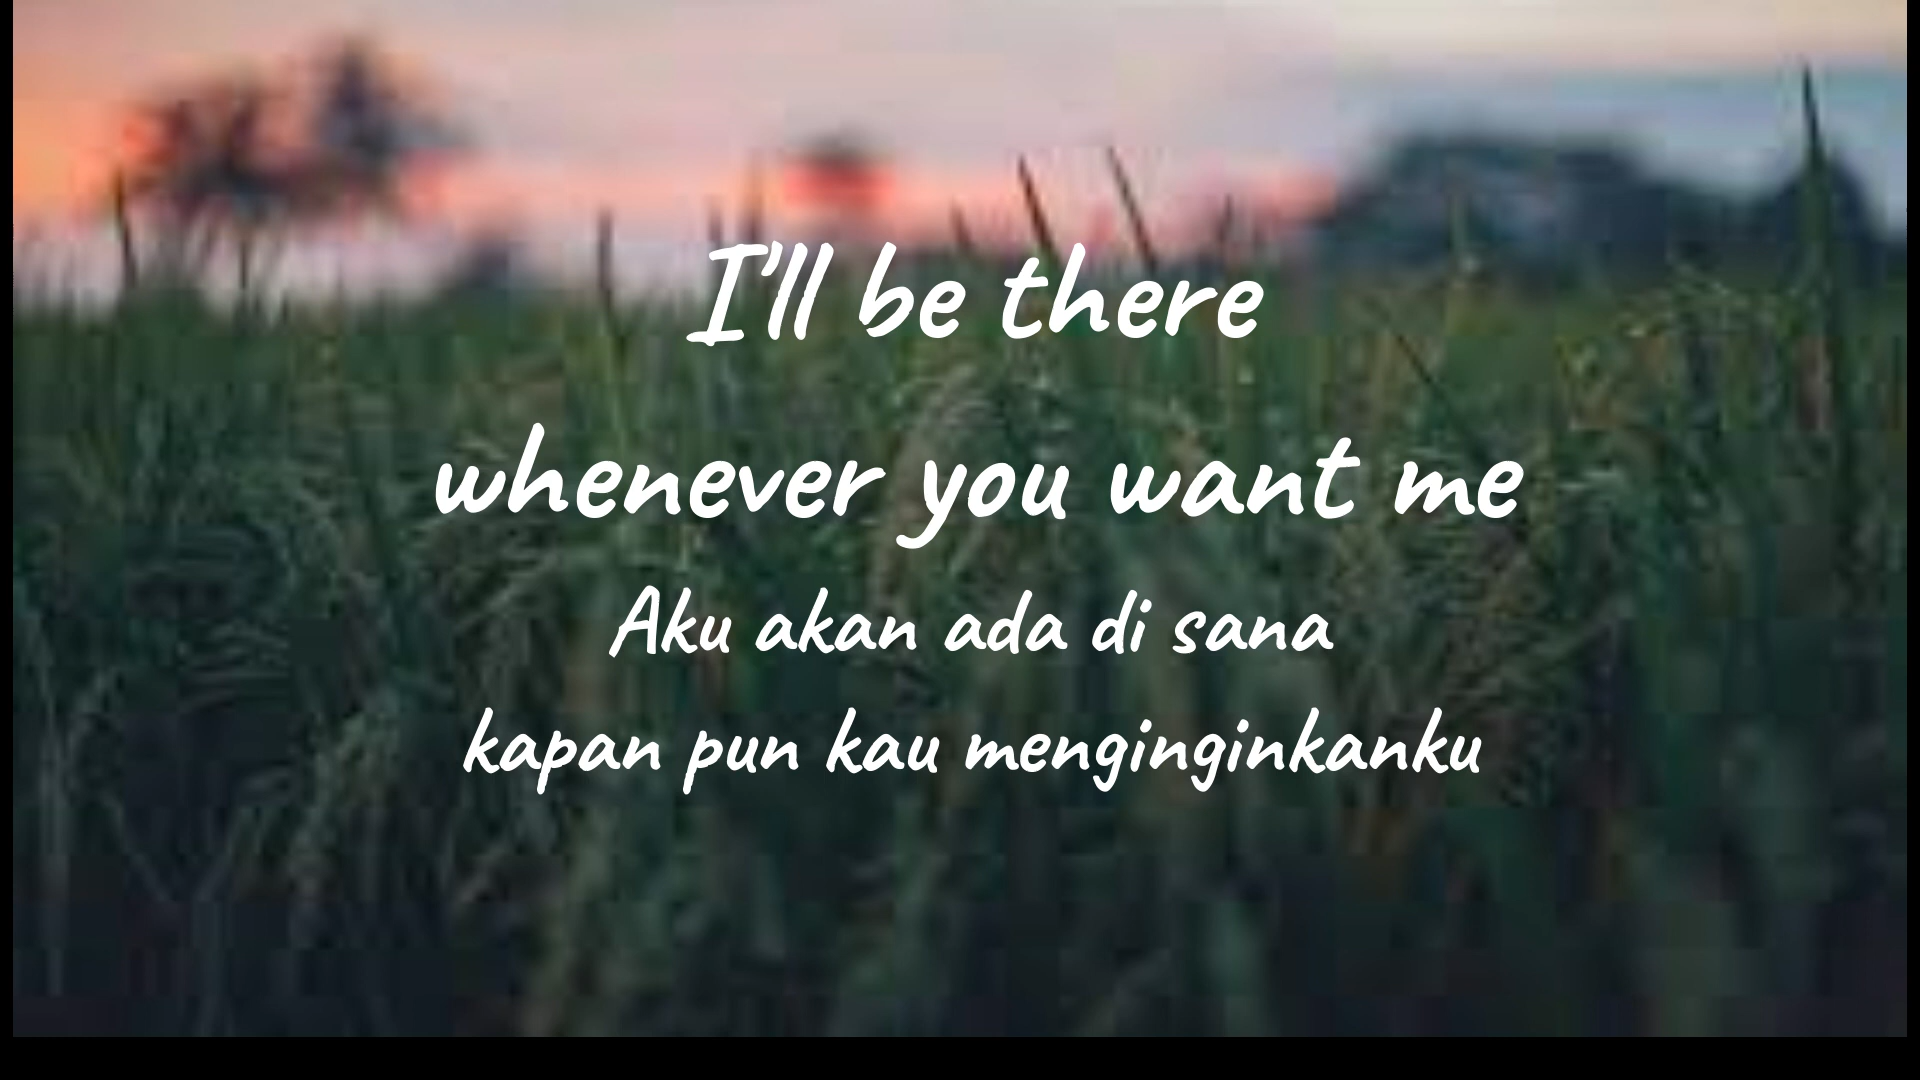 I'll be there
whenever you want me
Aku akan ada di sana
kapan pun kau menginginkanku